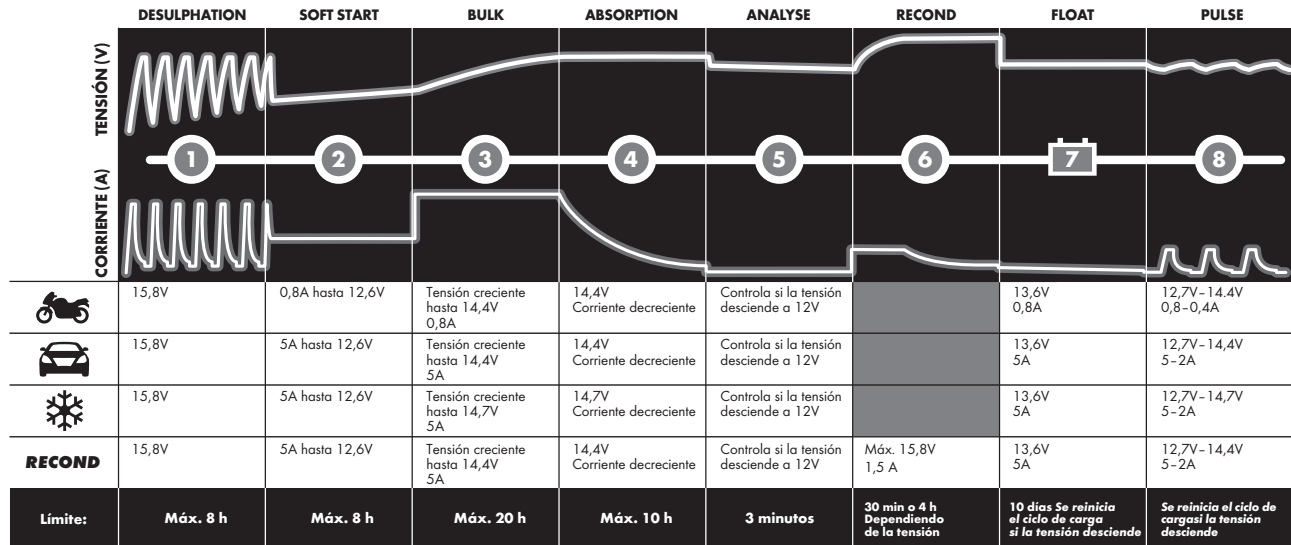 DESULPHATION SOFT START BULK ABSORPTION ANALYSE RECOND FLOAT PULSE
TENSIÓN (V)
1 2 3 4 5 6 7 8
CORRIENTE (A)
15,8V
0,8A hasta 12,6V
Tensión creciente
hasta 14,4V
0,8A
14,4V
Corriente decreciente
Controla si la tensión
desciende a 12V
13,6V
0,8A
12,7V–14.4V
0,8–0,4A
15,8V
5A hasta 12,6V
Tensión creciente
hasta 14,4V
5A
14,4V
Corriente decreciente
Controla si la tensión
desciende a 12V
13,6V
5A
12,7V–14,4V
5–2A
15,8V
5A hasta 12,6V
Tensión creciente
hasta 14,7V
5A
14,7V
Corriente decreciente
Controla si la tensión
desciende a 12V
13,6V
5A
12,7V–14,7V
5–2A
RECOND
15,8V
5A hasta 12,6V
Tensión creciente
hasta 14,4V
5A
14,4V
Corriente decreciente
Controla si la tensión
desciende a 12V
Máx. 15,8V
1,5 A
13,6V
5A
12,7V–14,4V
5–2A
Límite:
Máx. 8 h
Máx. 8 h
Máx. 20 h
Máx. 10 h
3 minutos
30 min o 4 h
Dependiendo
de la tensión
10 días Se reinicia
el ciclo de carga
si la tensión desciende
Se reinicia el ciclo de
cargasi la tensión
desciende